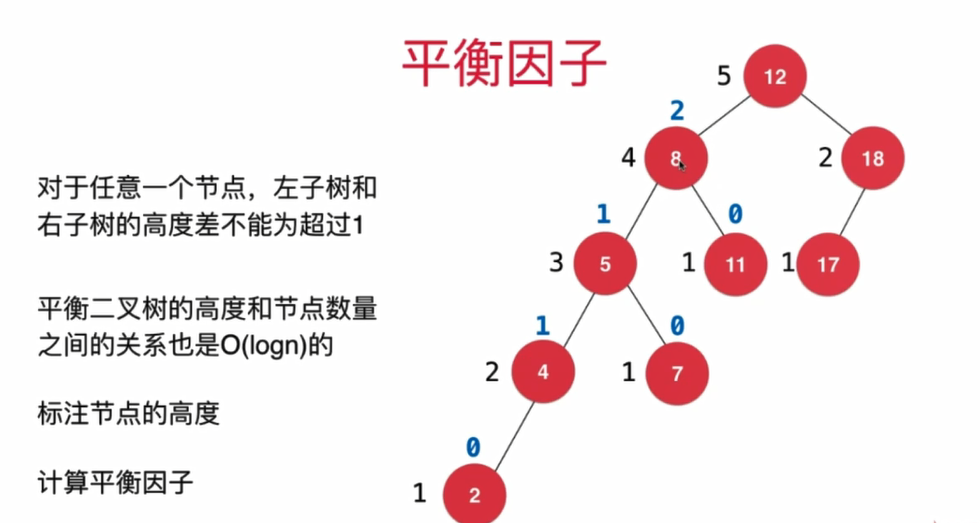 平衡因子
5 12
2
4 8 2 18
对于任意一个节点，左子树和
右子树的高度差不能为超过1
1 0
3 5 1 11 1 17
平衡二叉树的高度和节点数量
之间的关系也是O(logn)的
1 0
2 4 1 7
标注节点的高度
0
计算平衡因子
1 2